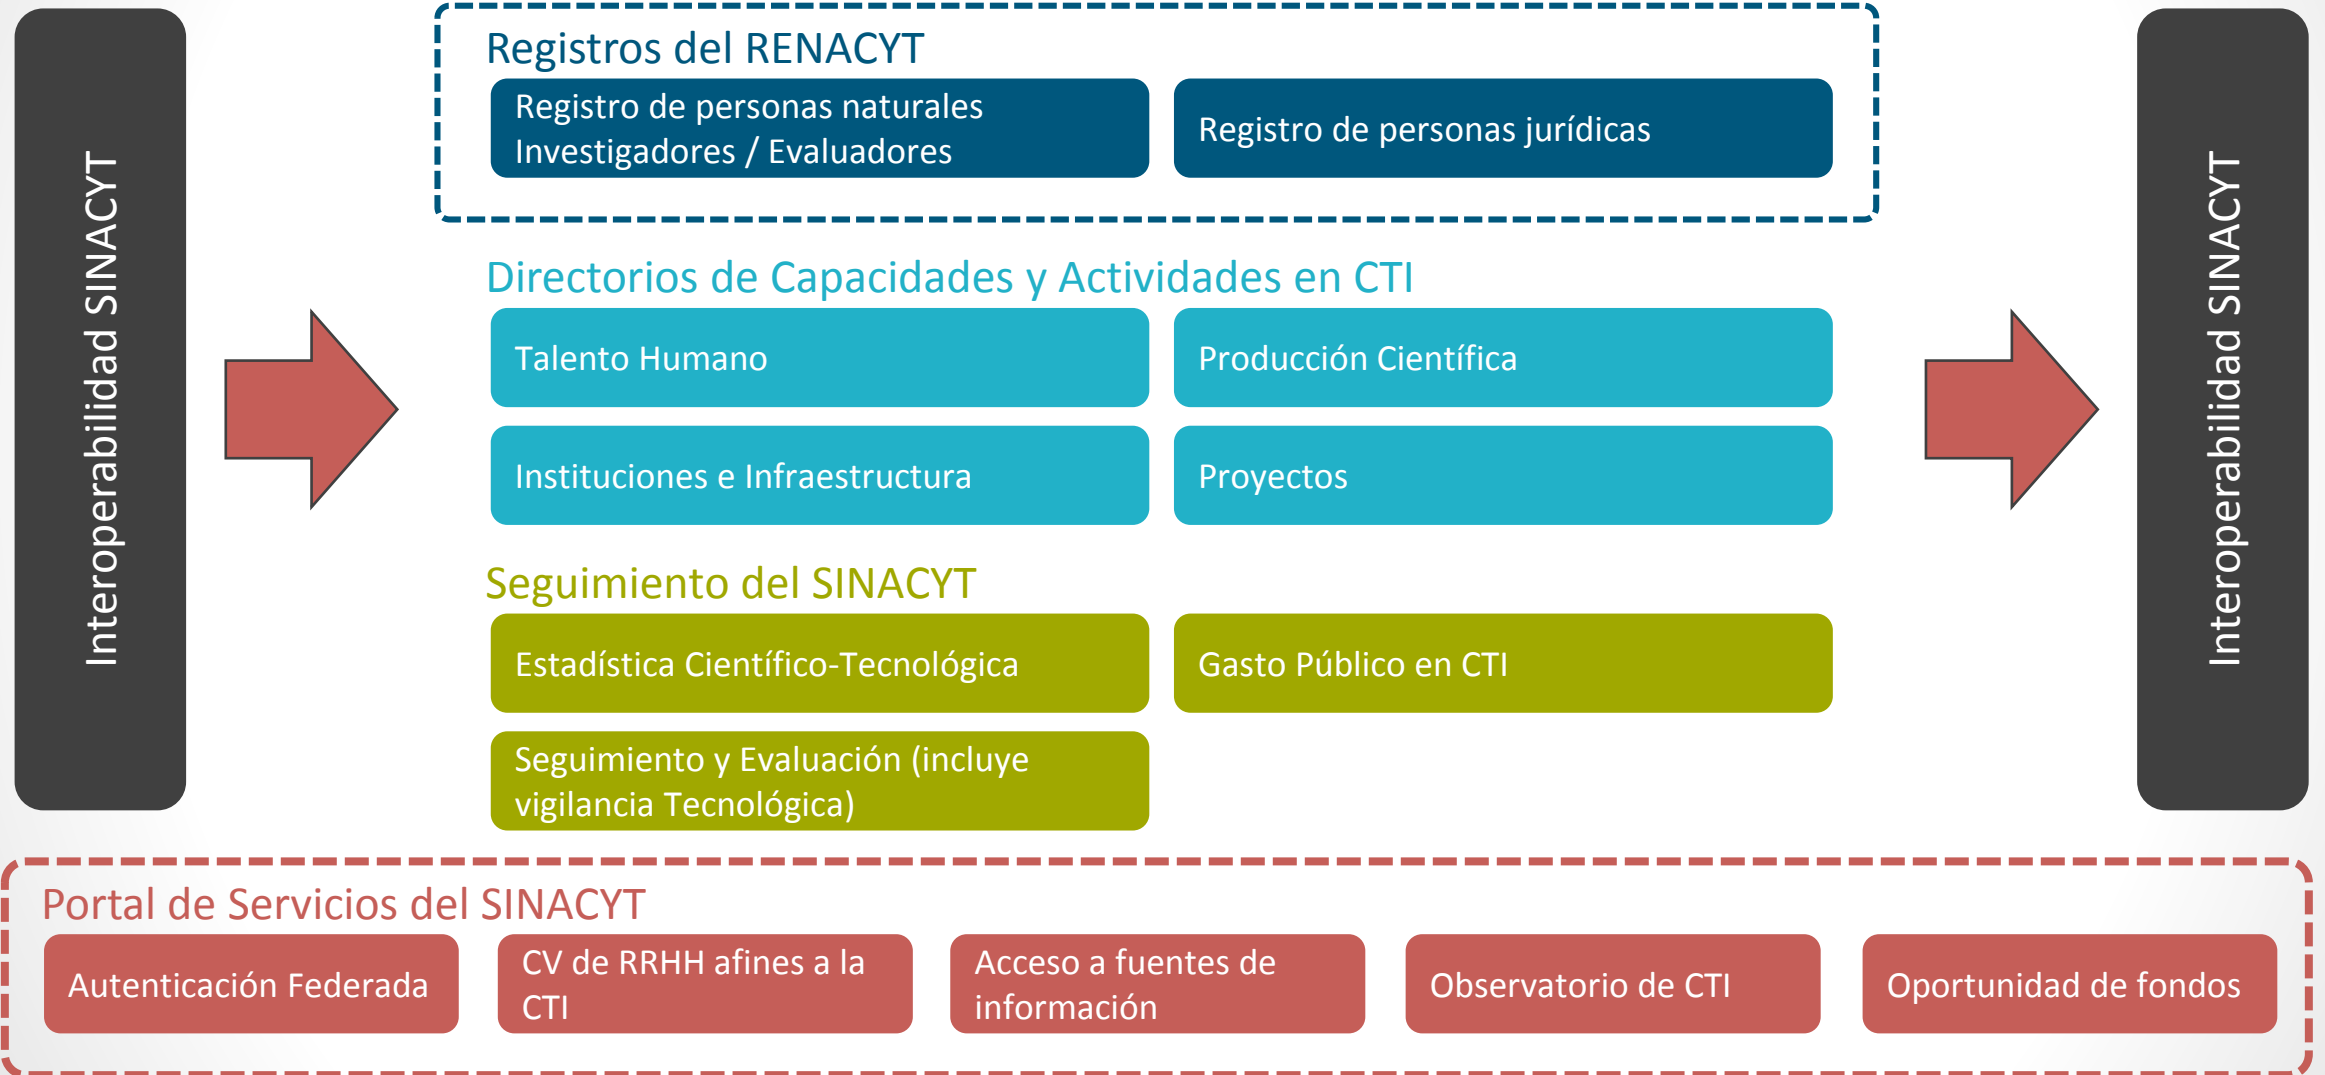 Interoperabilidad SINACYT
Registros del RENACYT
Registro de personas naturales
Investigadores / Evaluadores
Registro de personas jurídicas
Directorios de Capacidades y Actividades en CTI
Talento Humano
Producción Científica
Instituciones e Infraestructura
Proyectos
Seguimiento del SINACYT
Estadística Científico-Tecnológica
Gasto Público en CTI
Seguimiento y Evaluación (incluye
vigilancia Tecnológica)
Interoperabilidad SINACYT
Portal de Servicios del SINACYT
Autenticación Federada
CV de RRHH afines a la
CTI
Acceso a fuentes de
información
Observatorio de CTI
Oportunidad de fondos